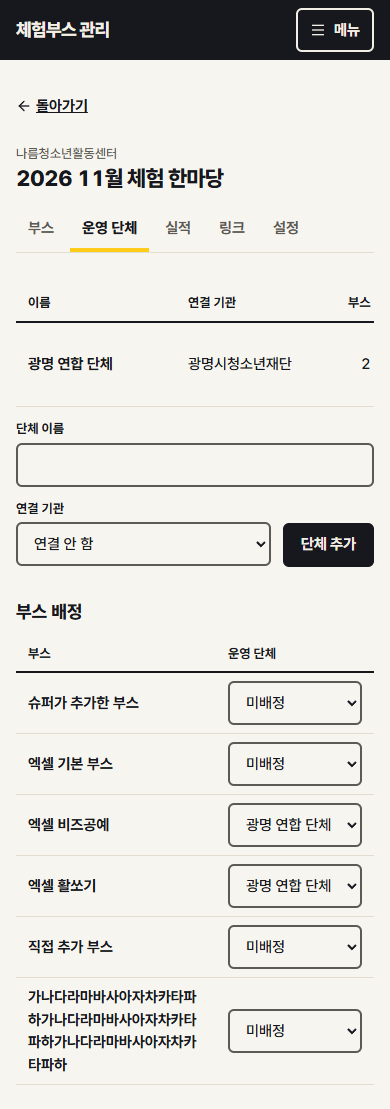 체험부스 관리
메뉴
← 돌아가기
나름청소년활동센터
2026 11월 체험 한마당
부스 운영 단체 실적 링크 설정
이름 연결 기관 부스
광명 연합 단체 광명시청소년재단 2
단체 이름
연결 기관
연결 안 함
단체 추가
부스 배정
부스 운영 단체
슈퍼가 추가한 부스 미배정
엑셀 기본 부스 미배정
엑셀 비즈공예 광명 연합 단체
엑셀 활쏘기 광명 연합 단체
직접 추가 부스 미배정
가나다라마바사아자차카타파
하가나다라마바사아자차카타
파하가나다라마바사아자차카
타파하
미배정